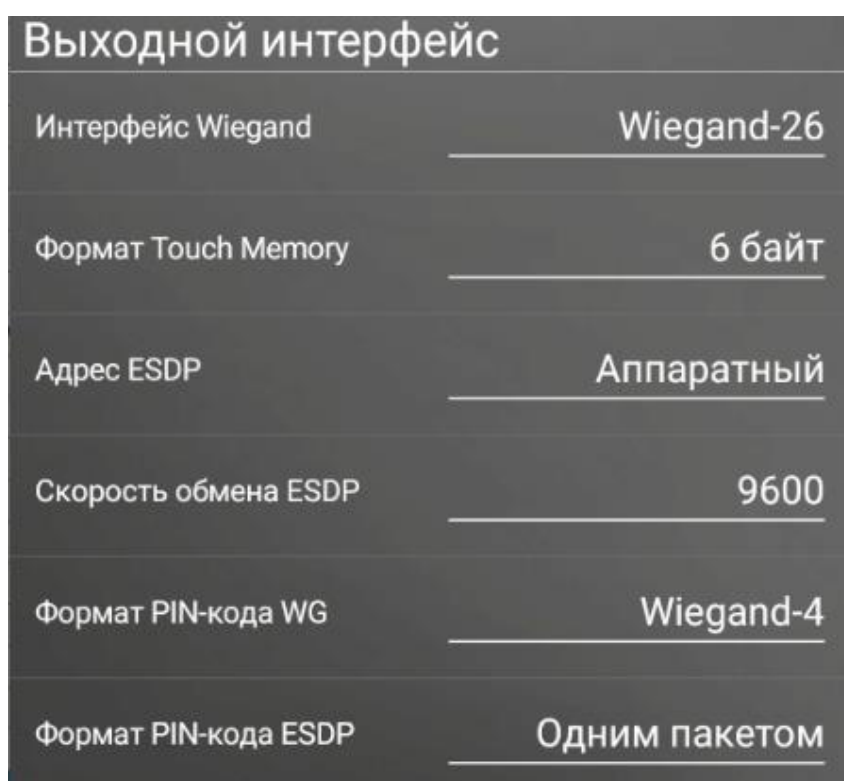 Выходной интерфейс
Интерфейс Wiegand Wiegand-26
Формат Touch Memory 6 байт
Адрес ESDP Аппаратный
Скорость обмена ESDP 9600
Формат PIN-кода WG Wiegand-4
Формат PIN-кода ESDP Одним пакетом